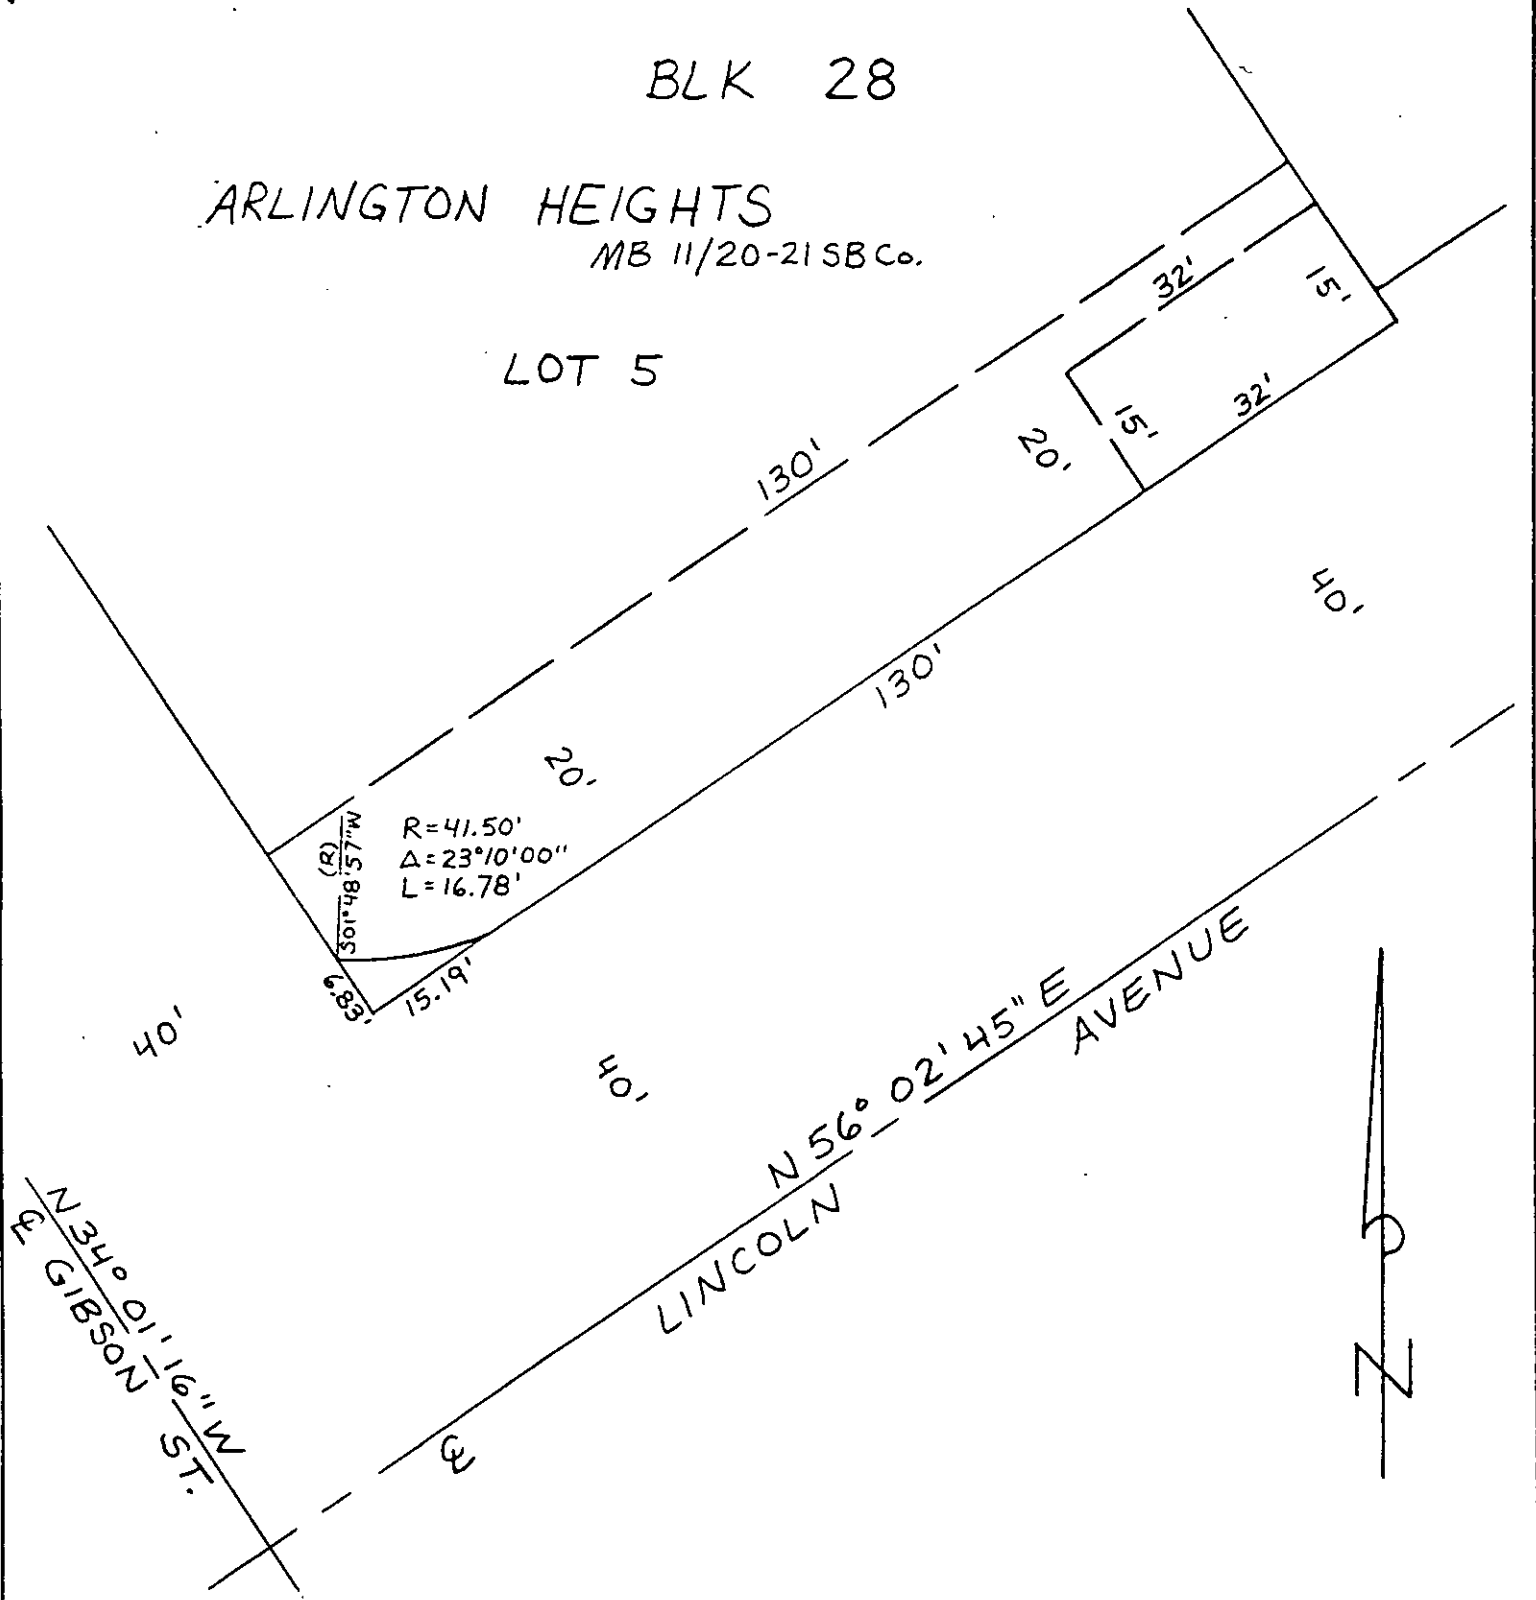 BLK 28
ARLINGTON HEIGHTS
MB 11/20-21 SB Co.
LOT 5
32'
15'
15'
32'
20'
130'
40'
130'
20'
S01°48'57"W
(R)
R=41.50'
Δ=23°10'00"
L=16.78'
6.83'
15.19'
40'
40'
N 56° 02' 45" E
LINCOLN AVENUE
N 34° 01' 16" W
℄ GIBSON ST.
℄
N